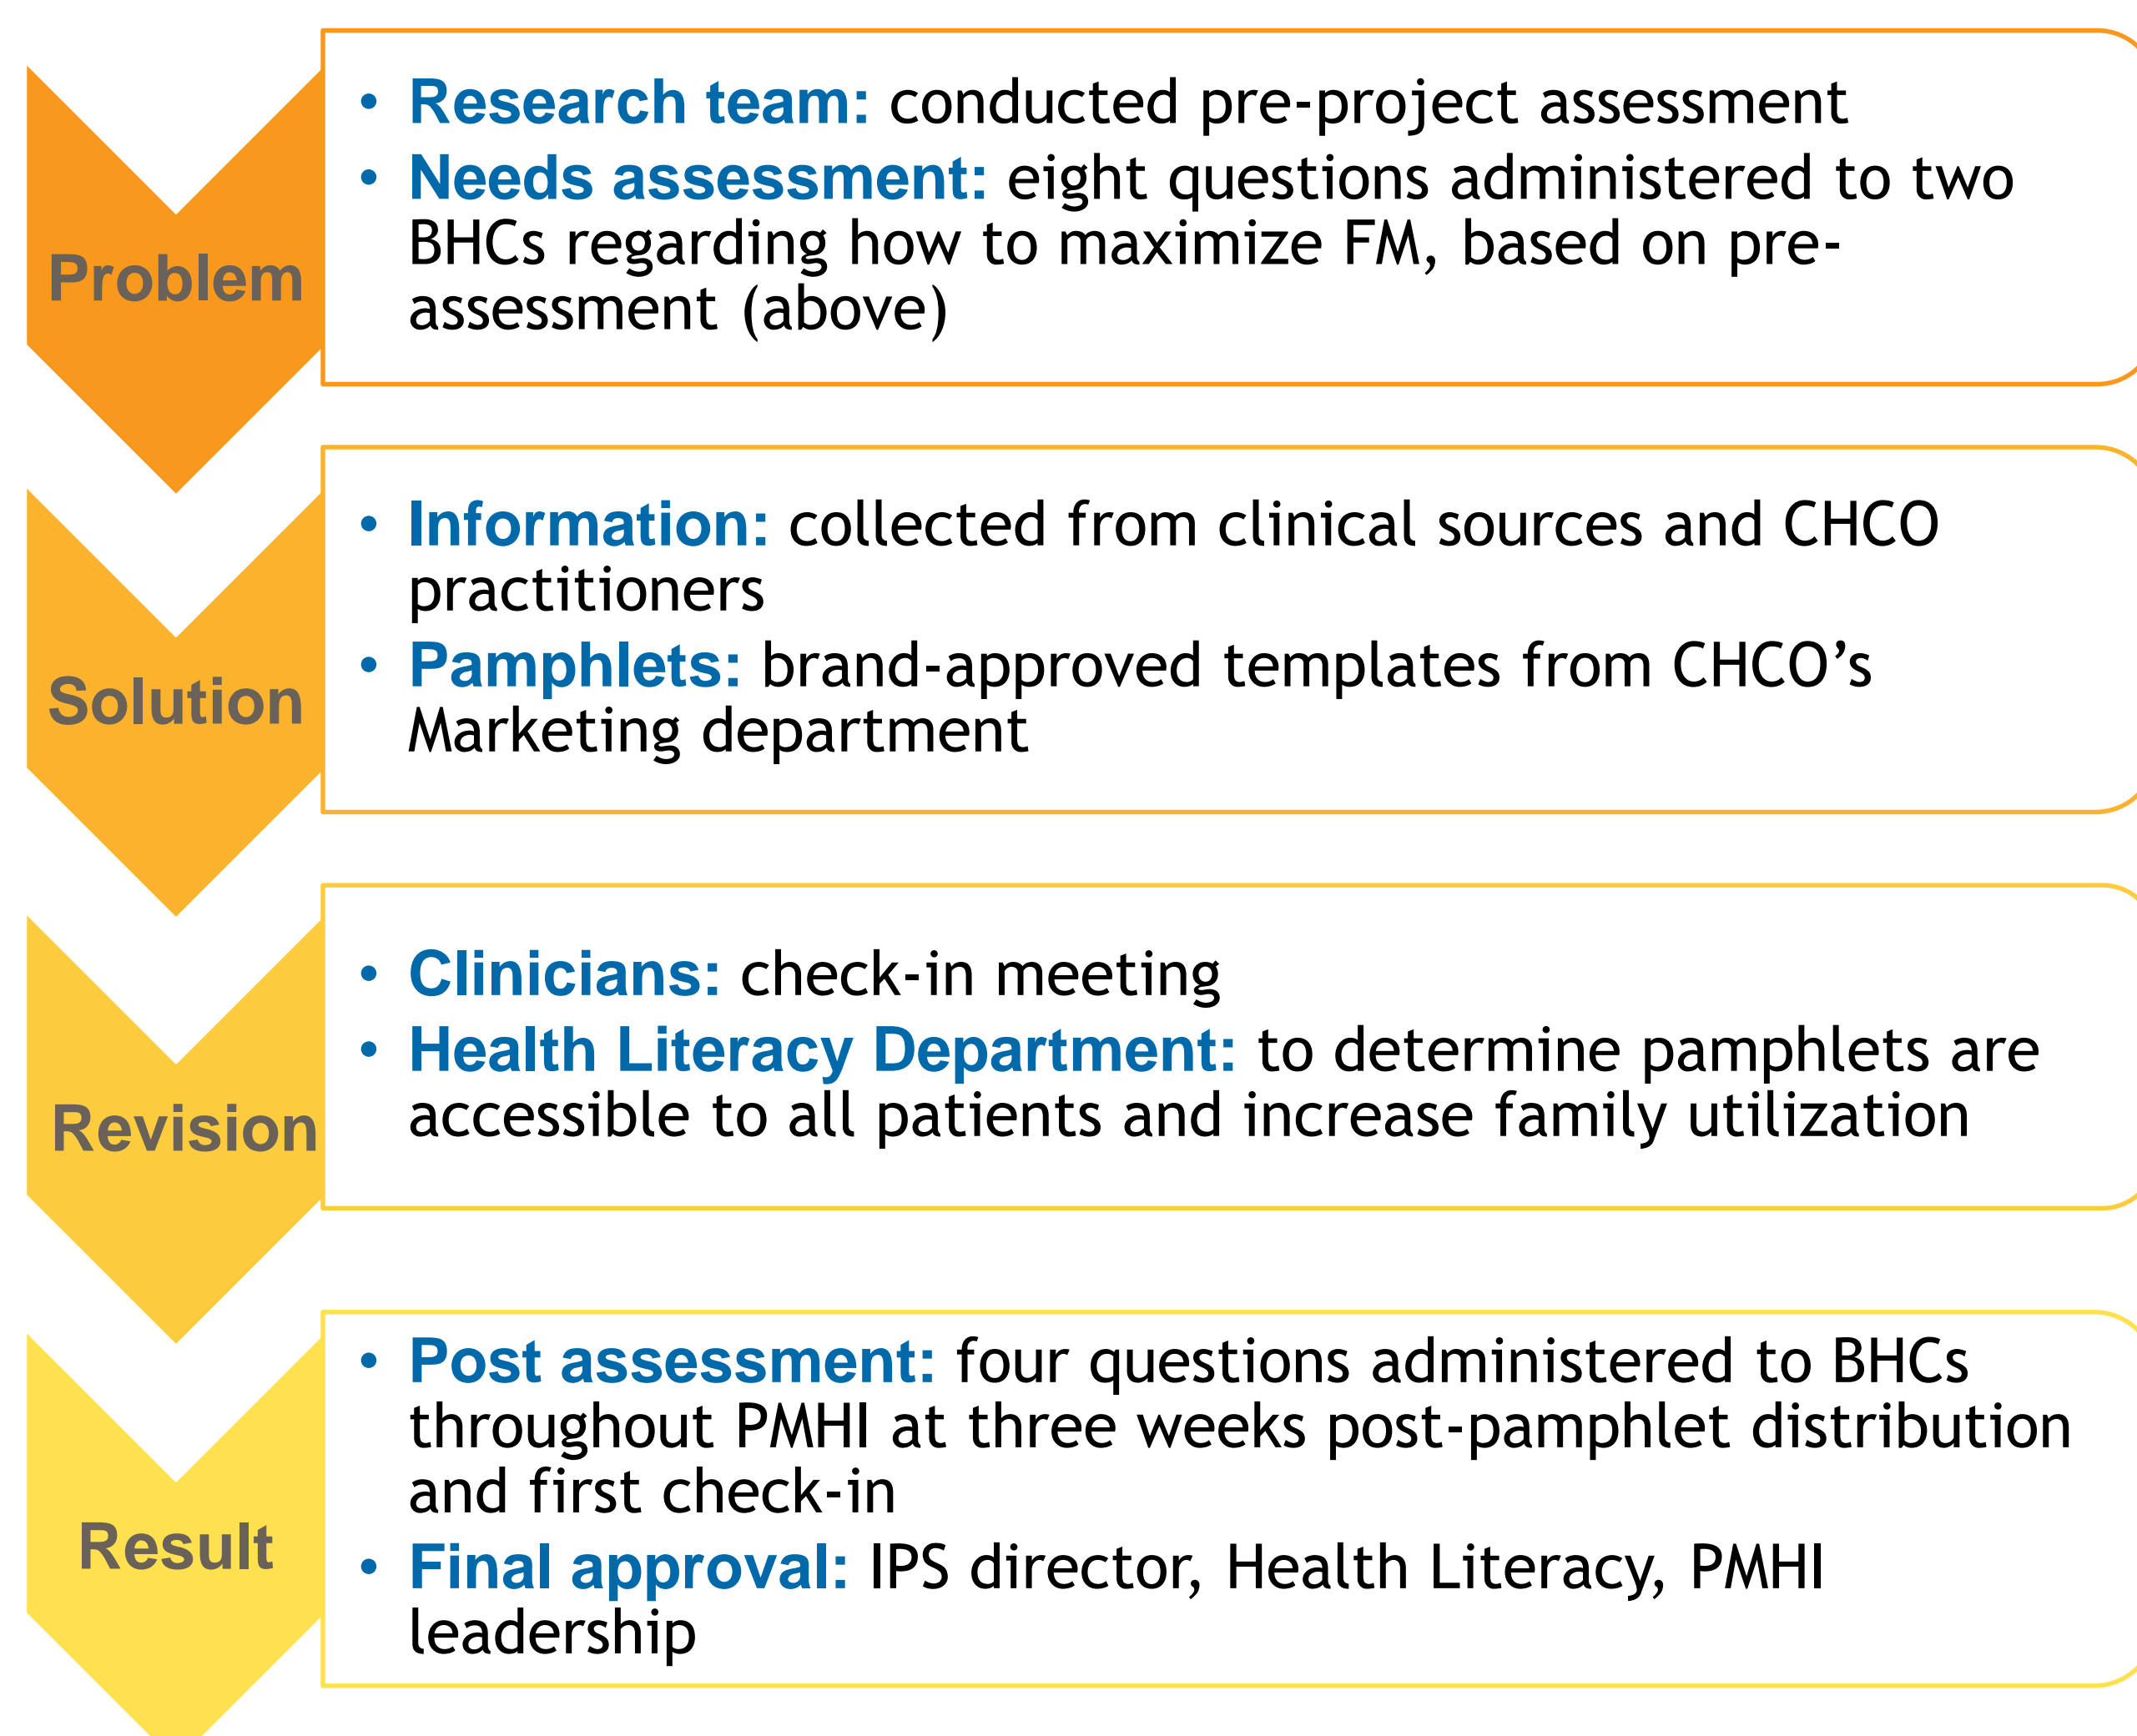 Problem
• Research team: conducted pre-project assessment
• Needs assessment: eight questions administered to two
BHCs regarding how to maximize FM, based on pre-
assessment (above)
Solution
• Information: collected from clinical sources and CHCO
practitioners
• Pamphlets: brand-approved templates from CHCO’s
Marketing department
Revision
• Clinicians: check-in meeting
• Health Literacy Department: to determine pamphlets are
accessible to all patients and increase family utilization
Result
• Post assessment: four questions administered to BHCs
throughout PMHI at three weeks post-pamphlet distribution
and first check-in
• Final approval: IPS director, Health Literacy, PMHI
leadership